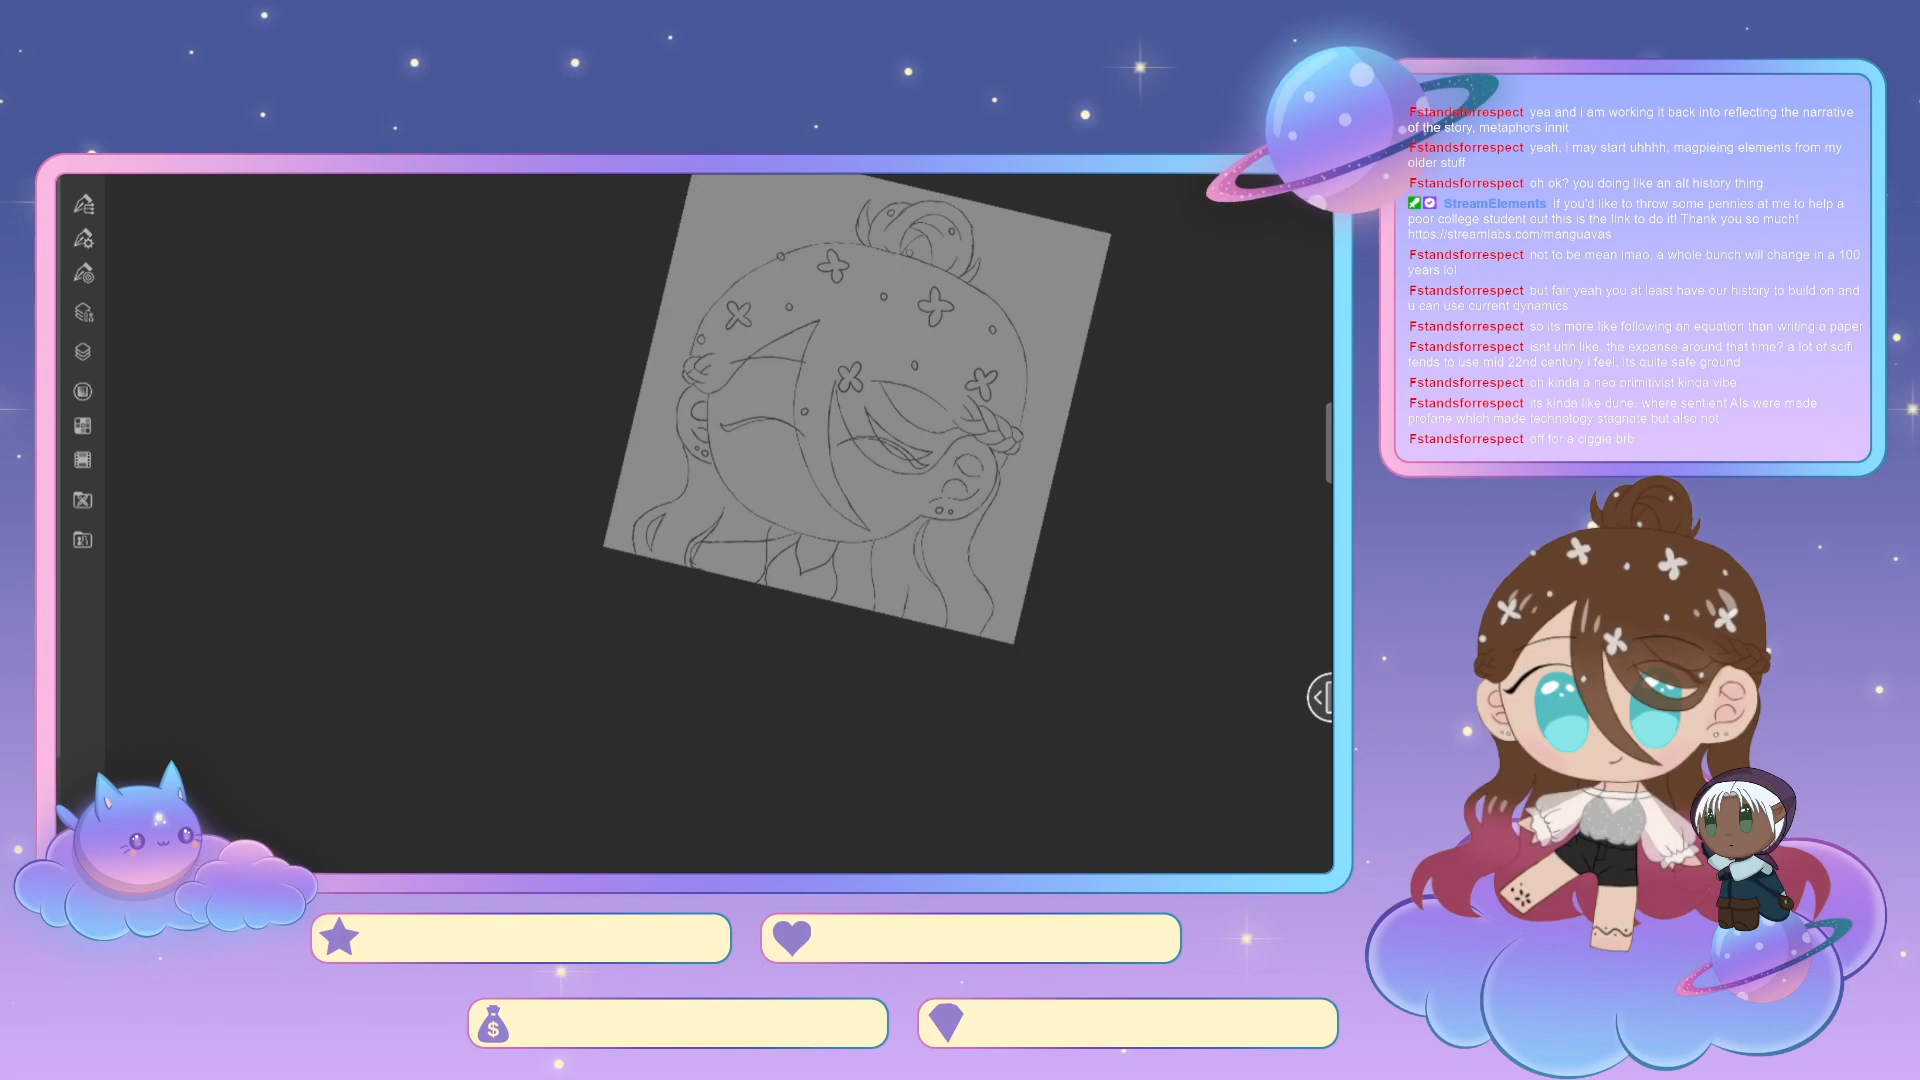 Fstandsforrespect yea and i am working it back into reflecting the narrative
of the story, metaphors innit
Fstandsforrespect yeah, i may start uhhhh, magpieing elements from my
older stuff
Fstandsforrespect oh ok? you doing like an alt history thing
StreamElements If you'd like to throw some pennies at me to help a
poor college student out this is the link to do it! Thank you so much!
https://streamlabs.com/manguavas
Fstandsforrespect not to be mean lmao, a whole bunch will change in a 100
years lol
Fstandsforrespect but fair yeah you at least have our history to build on and
u can use current dynamics
Fstandsforrespect so its more like following an equation than writing a paper
Fstandsforrespect isnt uhn like, the expanse around that time? a lot of scifi
tends to use mid 22nd century i feel, its quite safe ground
Fstandsforrespect oh kinda a neo primitivist kinda vibe
Fstandsforrespect its kinda like dune, where sentient AIs were made
profane which made technology stagnate but also not
Fstandsforrespect off for a ciggie brb
$